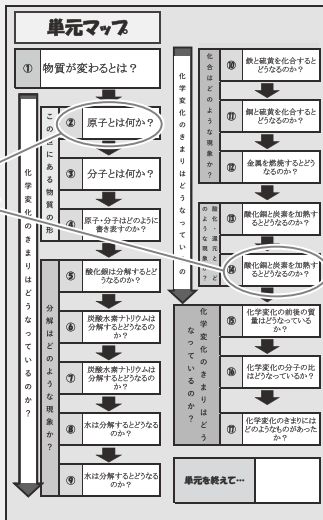 単元マップ
① 物質が変わるとは？
化学変化のきまりはどうなっているのか？
この世にある物質の形
② 原子とは何か？
③ 分子とは何か？
④ 原子・分子はどのように
書き表すのか？
分解はどのような現象か？
⑤ 酸化銀は分解するとど
うなるのか？
⑥ 炭酸水素ナトリウムは
分解するとどうなるの
か？
⑦ 炭酸水素ナトリウムは
分解するとどうなるの
か？
⑧ 水は分解するとどうなる
のか？
⑨ 水は分解するとどうなる
のか？
化学変化のきまりはどうなっているの
化合はどのような現象か？
⑩ 鉄と硫黄を化合すると
どうなるのか？
⑪ 銅と硫黄を化合すると
どうなるのか？
⑫ 金属を燃焼するとどう
なるのか？
酸化・還元とはど
のような現象か？
⑬ 酸化銅と炭素を加熱す
るとどうなるのか？
⑭ 酸化銅と炭素を加熱す
るとどうなるのか？
化学変化のきまりはどう
なっているのか？
⑮ 化学変化の前後の質
量はどうなっている
か？
⑯ 化学変化の分子の比
はどうなっているか？
⑰ 化学変化のきまりには
どのようなものがあった
か？
単元を終えて…